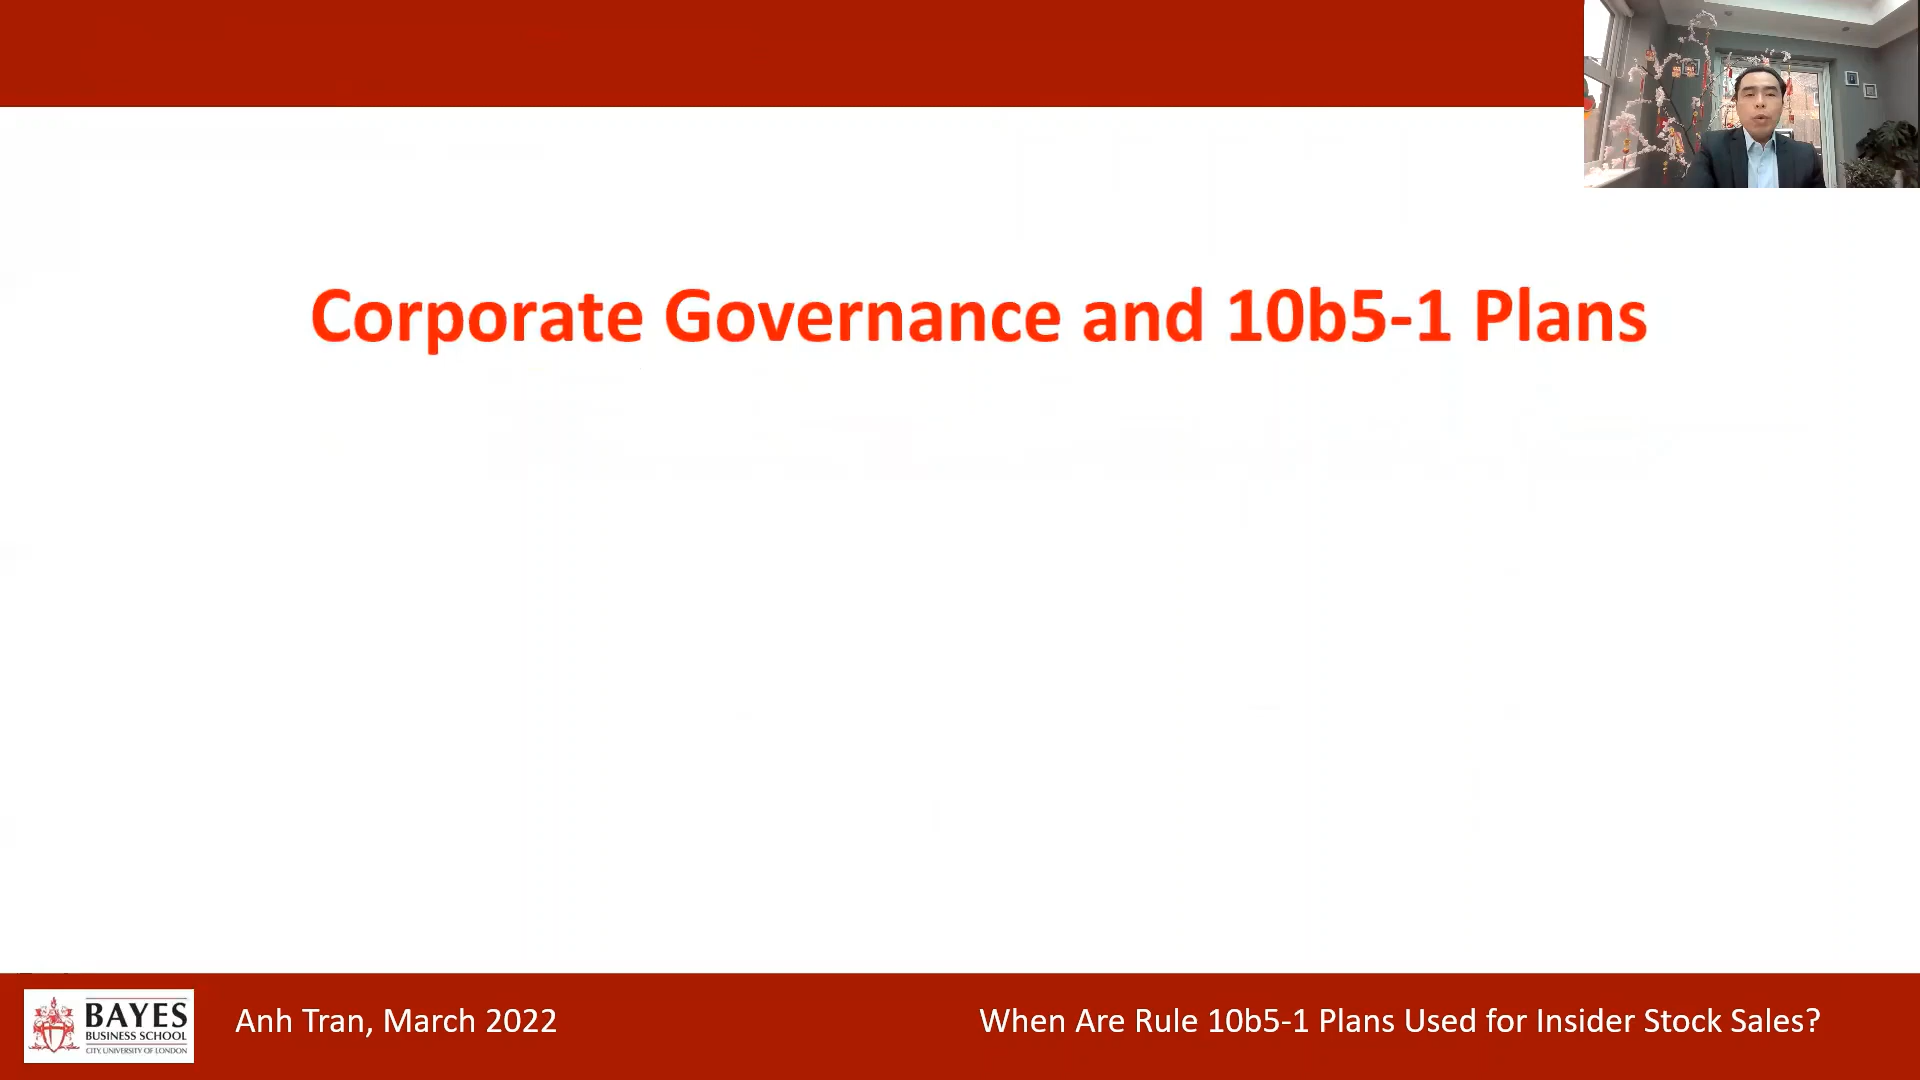 Corporate Governance and 10b5-1 Plans
BAYES
BUSINESS SCHOOL
CITY, UNIVERSITY OF LONDON
Anh Tran, March 2022
When Are Rule 10b5-1 Plans Used for Insider Stock Sales?